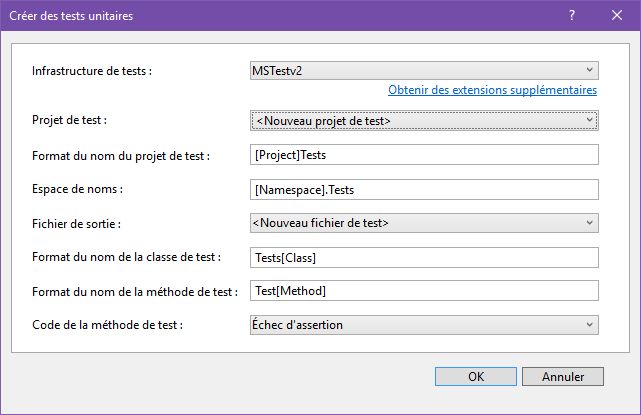 Créer des tests unitaires
Infrastructure de tests : MSTestv2
Obtenir des extensions supplémentaires
Projet de test : <Nouveau projet de test>
Format du nom du projet de test : [Project]Tests
Espace de noms : [Namespace].Tests
Fichier de sortie : <Nouveau fichier de test>
Format du nom de la classe de test : Tests[Class]
Format du nom de la méthode de test : Test[Method]
Code de la méthode de test : Échec d'assertion
OK Annuler